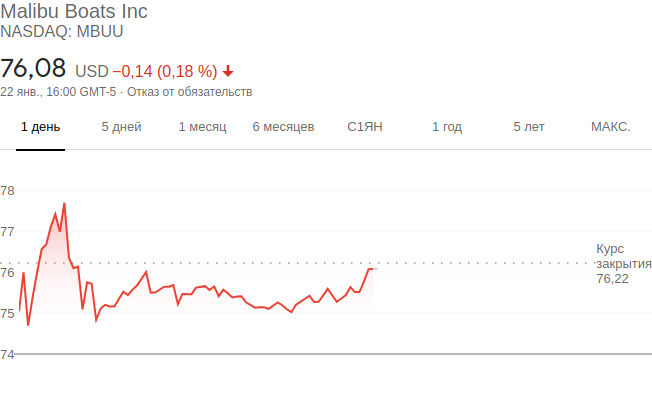 Malibu Boats Inc
NASDAQ: MBUU
76,08 USD −0,14 (0,18 %)
22 янв., 16:00 GMT-5 · Отказ от обязательств
1 день 5 дней 1 месяц 6 месяцев С1ЯН 1 год 5 лет МАКС.
78
77
Курс
закрытия
76,22
76
75
74